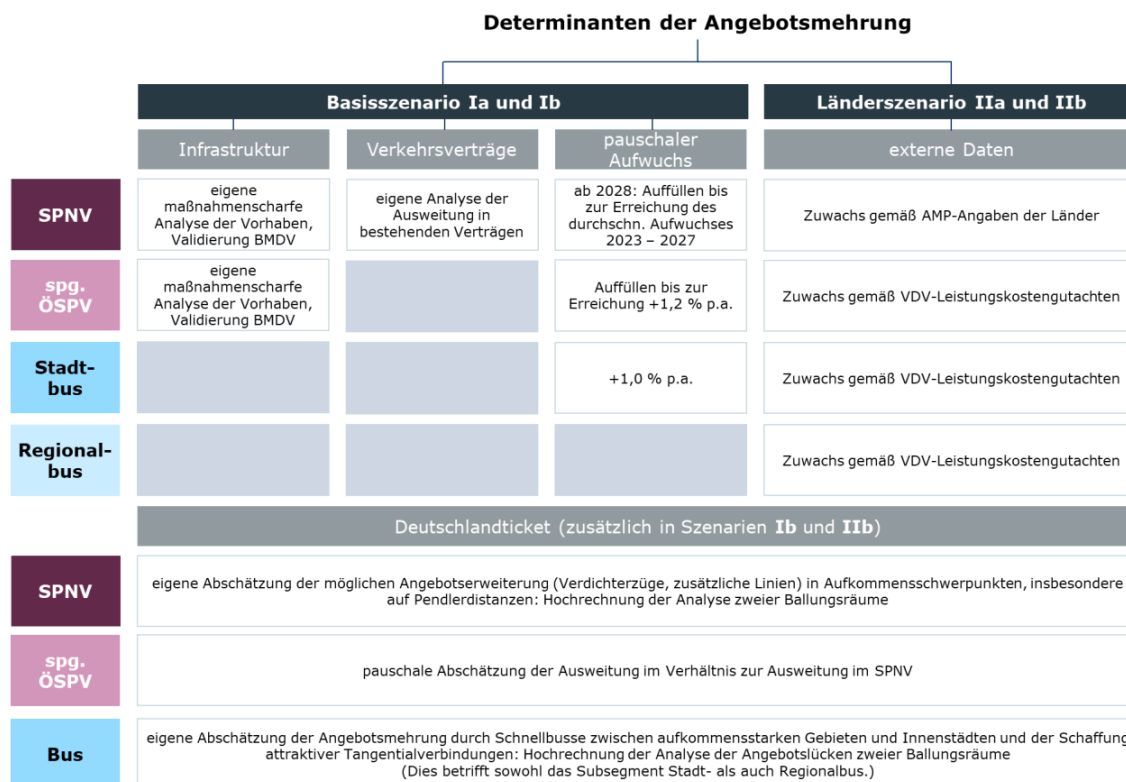 Determinanten der Angebotsmehrung
Basisszenario Ia und Ib
Länderszenario IIa und IIb
Infrastruktur
Verkehrsverträge
pauschaler
Aufwuchs
externe Daten
SPNV
eigene
maßnahmenscharfe
Analyse der Vorhaben,
Validierung BMDV
eigene Analyse der
Ausweitung in
bestehenden Verträgen
ab 2028: Auffüllen bis
zur Erreichung des
durchschn. Aufwuchses
2023 – 2027
Zuwachs gemäß AMP-Angaben der Länder
spg.
ÖSPV
eigene
maßnahmenscharfe
Analyse der Vorhaben,
Validierung BMDV
Auffüllen bis zur
Erreichung +1,2 % p.a.
Zuwachs gemäß VDV-Leistungskostengutachten
Stadt-
bus
+1,0 % p.a.
Zuwachs gemäß VDV-Leistungskostengutachten
Regional-
bus
Zuwachs gemäß VDV-Leistungskostengutachten
Deutschlandticket (zusätzlich in Szenarien Ib und IIb)
SPNV
eigene Abschätzung der möglichen Angebotserweiterung (Verdichterzüge, zusätzliche Linien) in Aufkommensschwerpunkten, insbesondere
auf Pendlerdistanzen: Hochrechnung der Analyse zweier Ballungsräume
spg.
ÖSPV
pauschale Abschätzung der Ausweitung im Verhältnis zur Ausweitung im SPNV
Bus
eigene Abschätzung der Angebotsmehrung durch Schnellbusse zwischen aufkommensstarken Gebieten und Innenstädten und der Schaffung
attraktiver Tangentialverbindungen: Hochrechnung der Analyse der Angebotslücken zweier Ballungsräume
(Dies betrifft sowohl das Subsegment Stadt- als auch Regionalbus.)